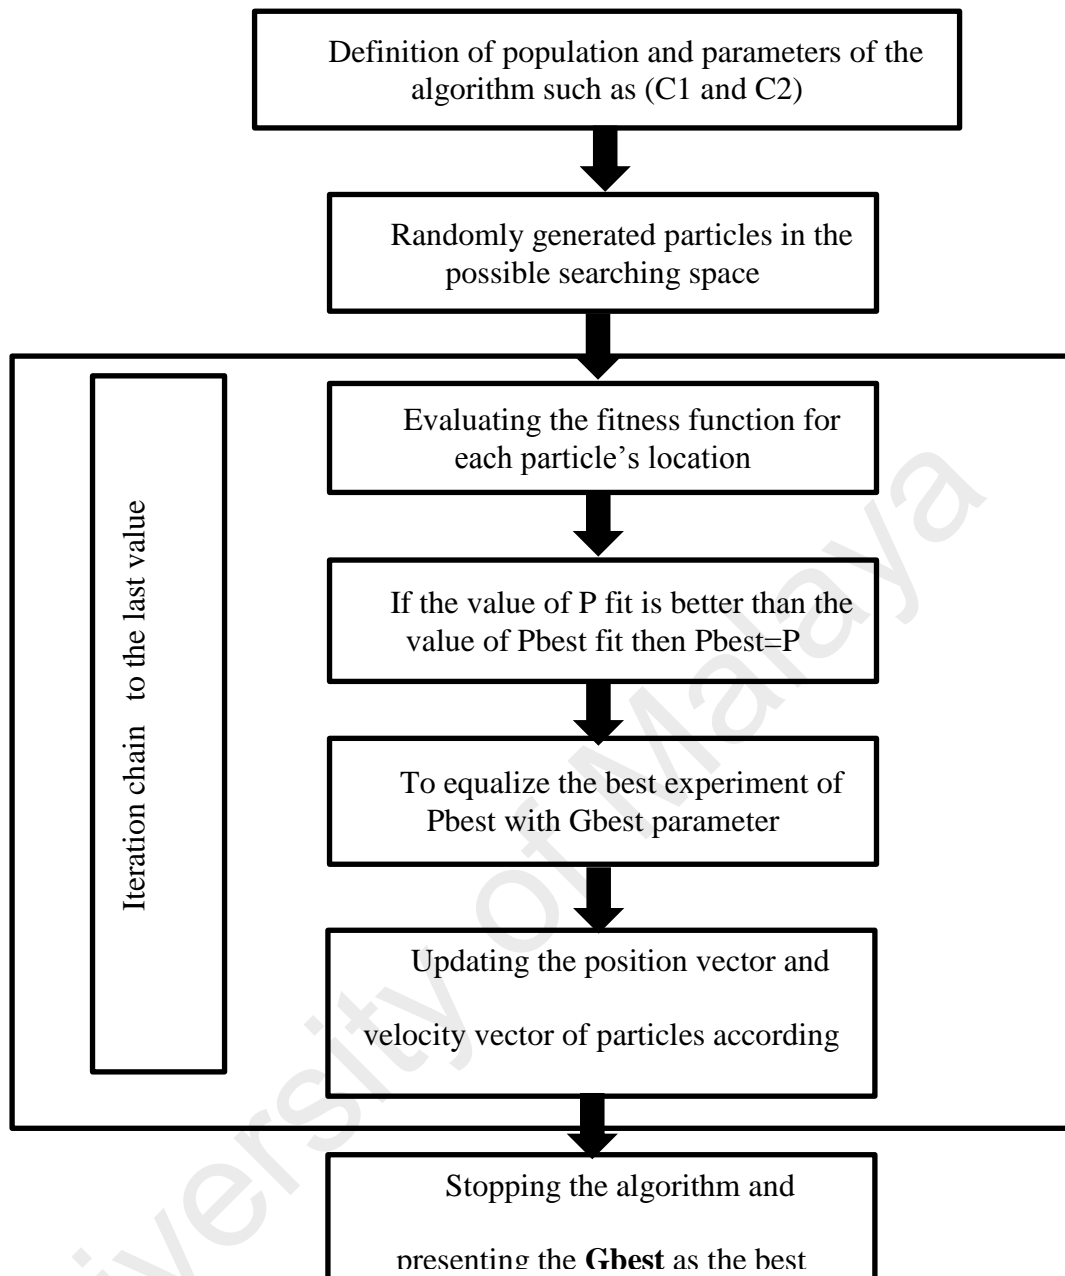 Definition of population and parameters of the
algorithm such as (C1 and C2)
Randomly generated particles in the
possible searching space
Iteration chain to the last value
Evaluating the fitness function for
each particle’s location
If the value of P fit is better than the
value of Pbest fit then Pbest=P
To equalize the best experiment of
Pbest with Gbest parameter
Updating the position vector and
velocity vector of particles according
Stopping the algorithm and
presenting the Gbest as the best
iversity of Malaya